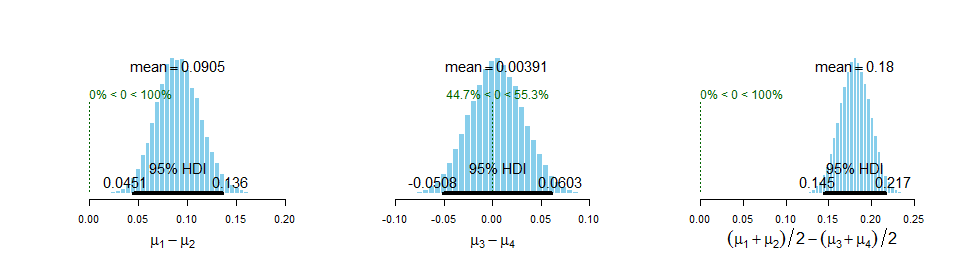 mean = 0.0905
0% < 0 < 100%
95% HDI
0.0451 0.136
0.00 0.05 0.10 0.15 0.20
μ₁ − μ₂
mean = 0.00391
44.7% < 0 < 55.3%
95% HDI
-0.0508 0.0603
-0.10 -0.05 0.00 0.05 0.10
μ₃ − μ₄
mean = 0.18
0% < 0 < 100%
95% HDI
0.145 0.217
0.00 0.05 0.10 0.15 0.20 0.25
(μ₁ + μ₂)/2 − (μ₃ + μ₄)/2